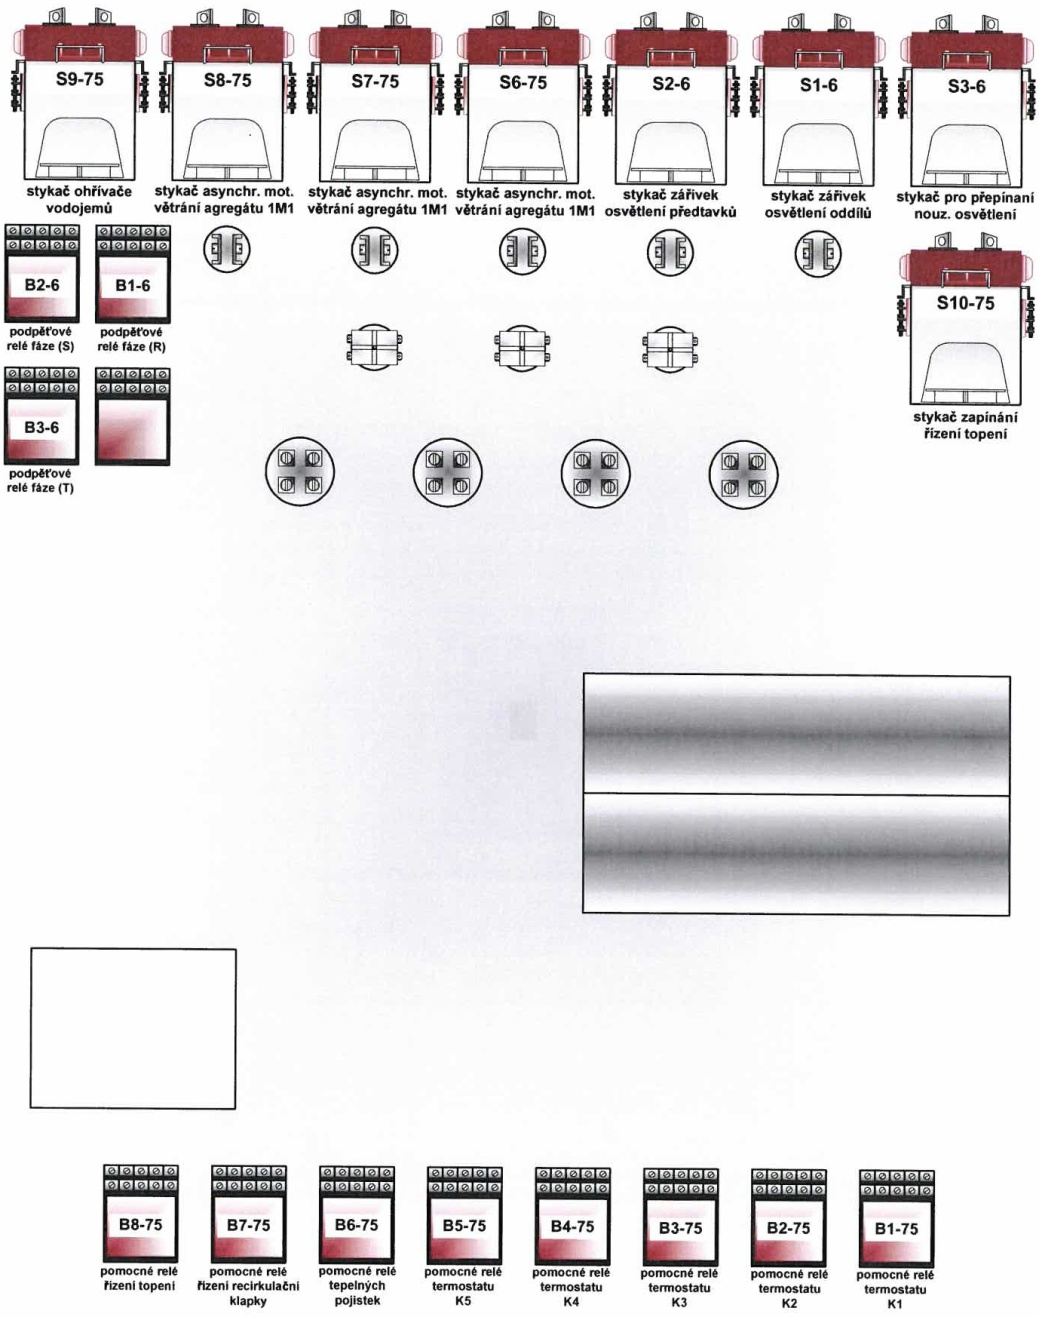 S9-75
S8-75
S7-75
S6-75
S2-6
S1-6
S3-6
stykač ohřívače
vodojemů
stykač asynchr. mot.
větrání agregátu 1M1
stykač asynchr. mot.
větrání agregátu 1M1
stykač asynchr. mot.
větrání agregátu 1M1
stykač zářivek
osvětlení předtavků
stykač zářivek
osvětlení oddílů
stykač pro přepínaní
nouz. osvětlení
B2-6
B1-6
podpěťové
relé fáze (S)
podpěťové
relé fáze (R)
S10-75
stykač zapínání
řízení topení
B3-6
podpěťové
relé fáze (T)
B8-75
B7-75
B6-75
B5-75
B4-75
B3-75
B2-75
B1-75
pomocné relé
řízení topení
pomocné relé
řízení recirkulační
klapky
pomocné relé
tepelných
pojistek
pomocné relé
termostatu
K5
pomocné relé
termostatu
K4
pomocné relé
termostatu
K3
pomocné relé
termostatu
K2
pomocné relé
termostatu
K1